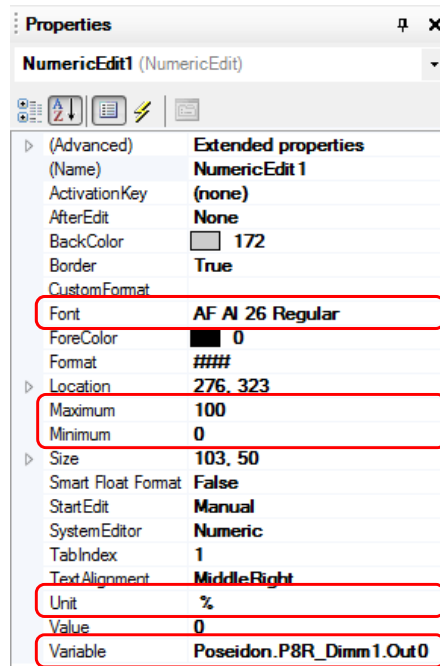 Properties
NumericEdit1 (NumericEdit)
(Advanced) Extended properties
(Name) NumericEdit1
ActivationKey (none)
AfterEdit None
BackColor 172
Border True
CustomFormat
Font AF Al 26 Regular
ForeColor 0
Format ####
Location 276, 323
Maximum 100
Minimum 0
Size 103, 50
Smart Float Format False
StartEdit Manual
SystemEditor Numeric
TabIndex 1
TextAlignment MiddleRight
Unit %
Value 0
Variable Poseidon.P8R_Dimm1.Out0